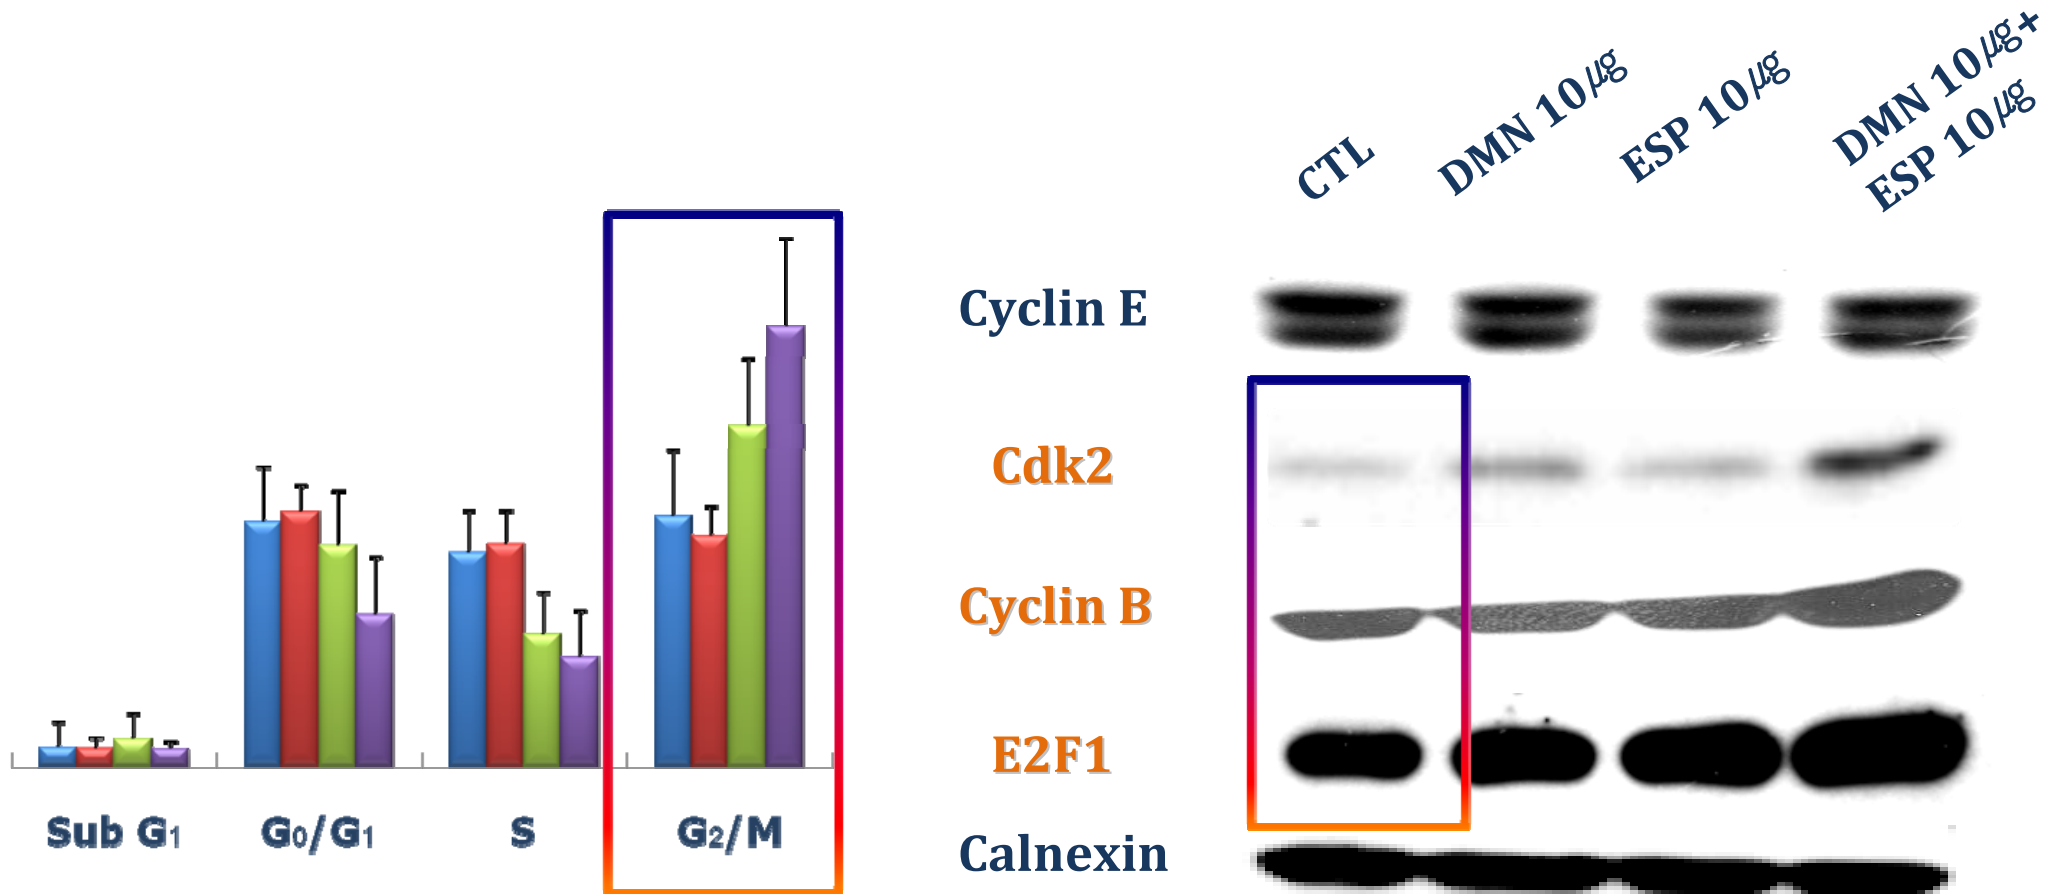 CTL
DMN 10㎍
ESP 10㎍
DMN 10㎍+
ESP 10㎍
Cyclin E
Cdk2
Cyclin B
E2F1
Calnexin
Sub G1
G0/G1
S
G2/M